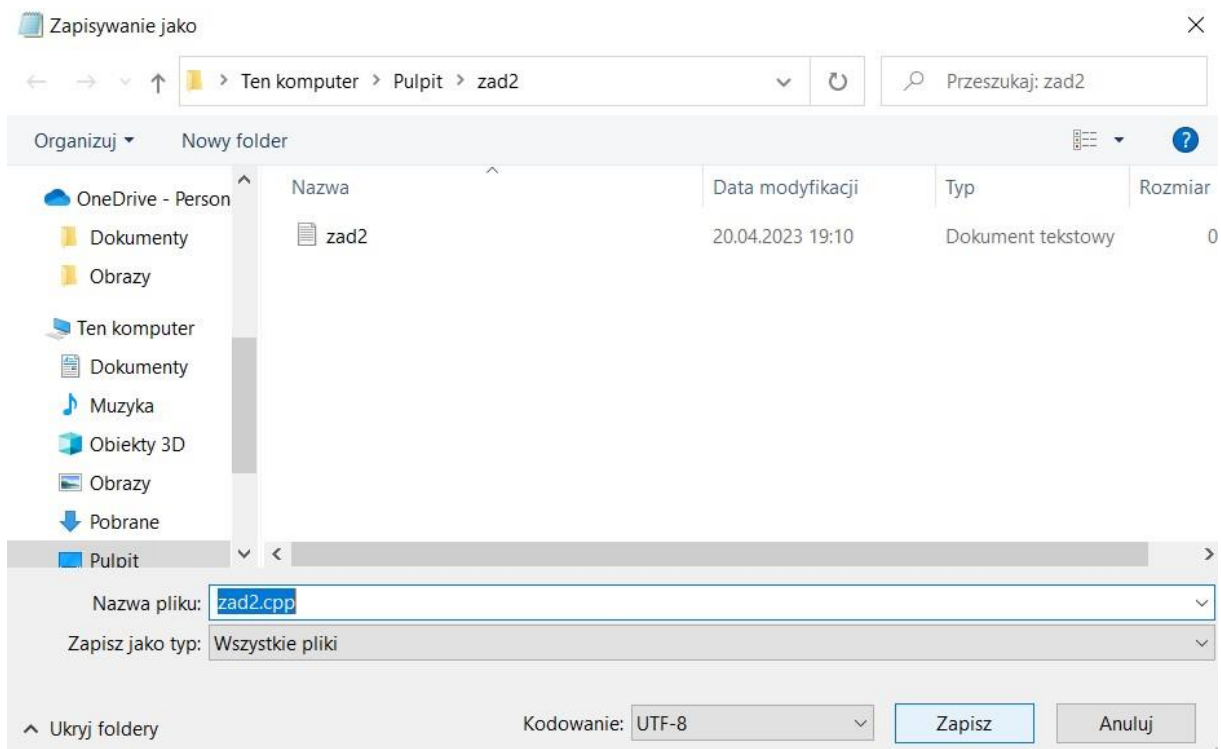 Zapisywanie jako
Ten komputer > Pulpit > zad2
Przeszukaj: zad2
Organizuj
Nowy folder
?
Nazwa
Data modyfikacji
Typ
Rozmiar
zad2
20.04.2023 19:10
Dokument tekstowy
0
OneDrive - Person
Dokumenty
Obrazy
Ten komputer
Dokumenty
Muzyka
Obiekty 3D
Obrazy
Pobrane
Pulpit
Nazwa pliku: zad2.cpp
Zapisz jako typ: Wszystkie pliki
Ukryj foldery
Kodowanie: UTF-8
Zapisz
Anuluj